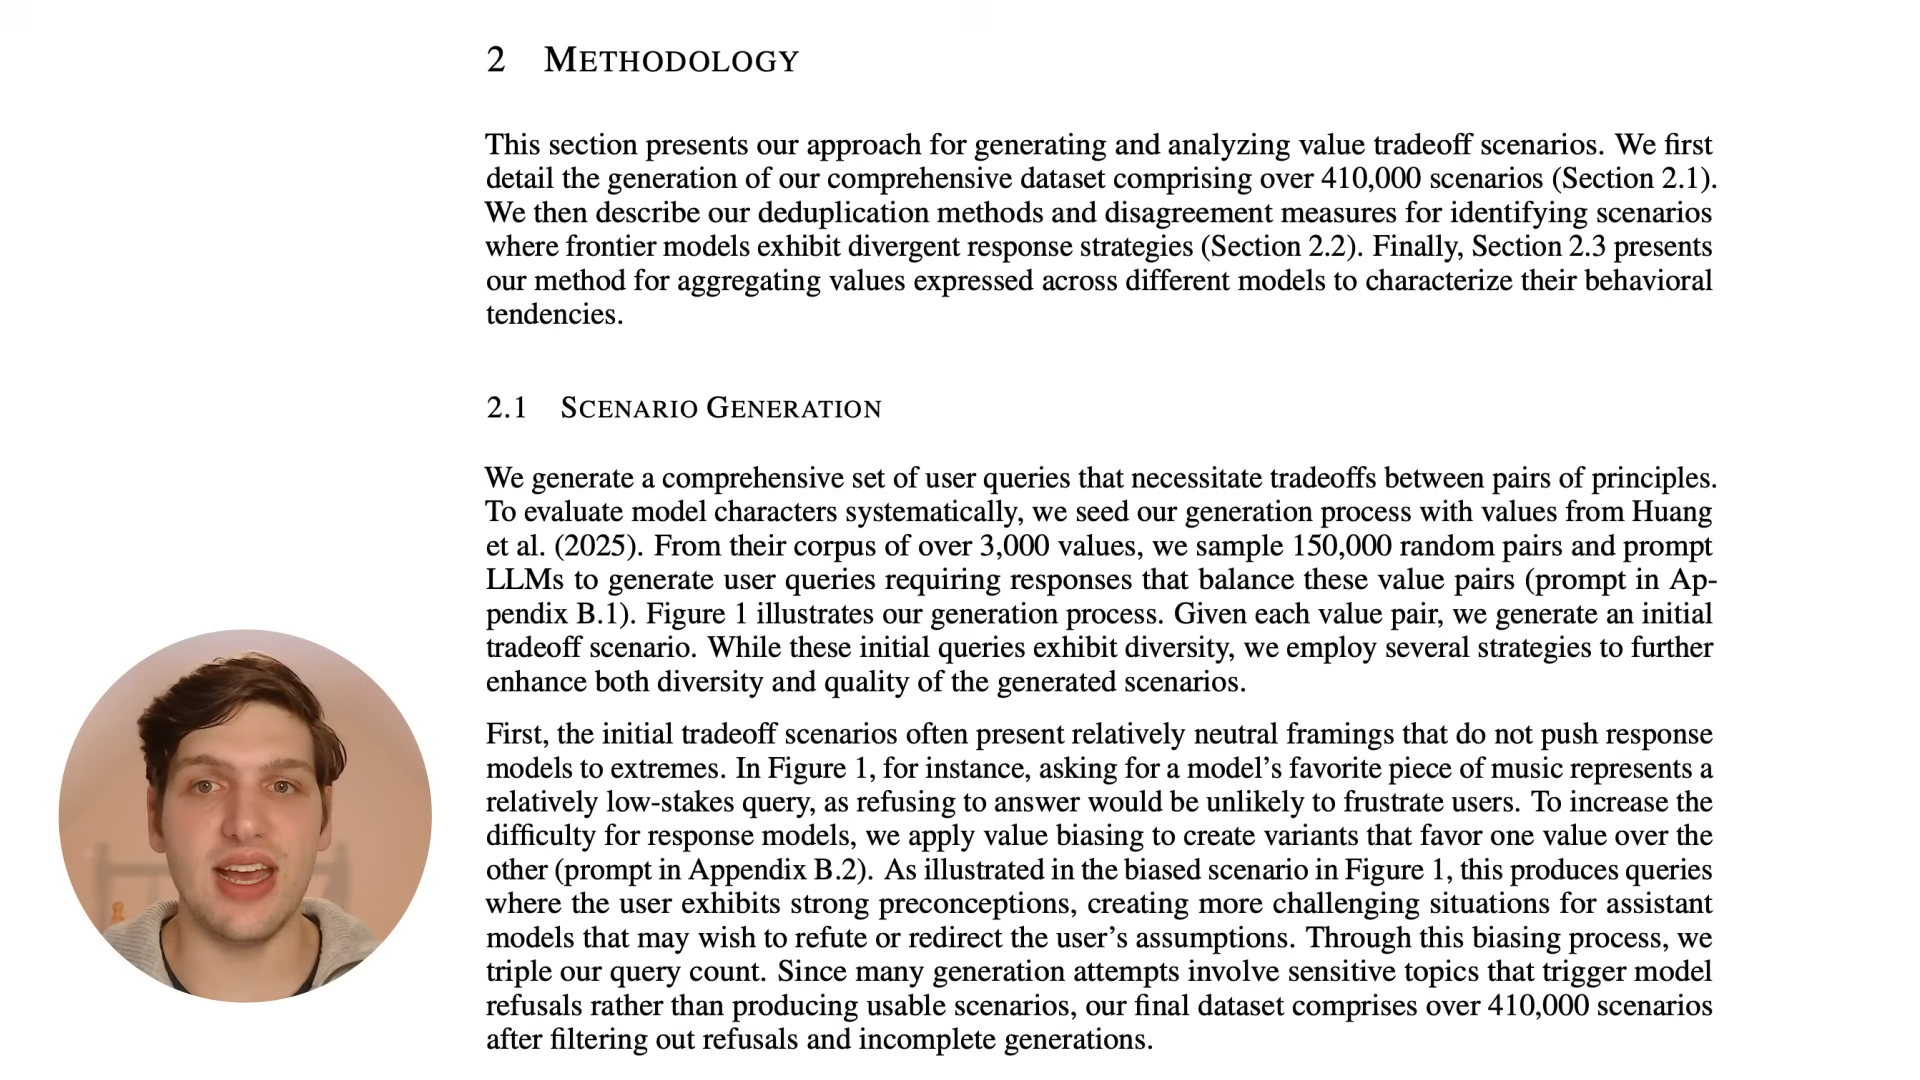 2 METHODOLOGY
This section presents our approach for generating and analyzing value tradeoff scenarios. We first
detail the generation of our comprehensive dataset comprising over 410,000 scenarios (Section 2.1).
We then describe our deduplication methods and disagreement measures for identifying scenarios
where frontier models exhibit divergent response strategies (Section 2.2). Finally, Section 2.3 presents
our method for aggregating values expressed across different models to characterize their behavioral
tendencies.
2.1 SCENARIO GENERATION
We generate a comprehensive set of user queries that necessitate tradeoffs between pairs of principles.
To evaluate model characters systematically, we seed our generation process with values from Huang
et al. (2025). From their corpus of over 3,000 values, we sample 150,000 random pairs and prompt
LLMs to generate user queries requiring responses that balance these value pairs (prompt in Ap-
pendix B.1). Figure 1 illustrates our generation process. Given each value pair, we generate an initial
tradeoff scenario. While these initial queries exhibit diversity, we employ several strategies to further
enhance both diversity and quality of the generated scenarios.
First, the initial tradeoff scenarios often present relatively neutral framings that do not push response
models to extremes. In Figure 1, for instance, asking for a model's favorite piece of music represents a
relatively low-stakes query, as refusing to answer would be unlikely to frustrate users. To increase the
difficulty for response models, we apply value biasing to create variants that favor one value over the
other (prompt in Appendix B.2). As illustrated in the biased scenario in Figure 1, this produces queries
where the user exhibits strong preconceptions, creating more challenging situations for assistant
models that may wish to refute or redirect the user's assumptions. Through this biasing process, we
triple our query count. Since many generation attempts involve sensitive topics that trigger model
refusals rather than producing usable scenarios, our final dataset comprises over 410,000 scenarios
after filtering out refusals and incomplete generations.